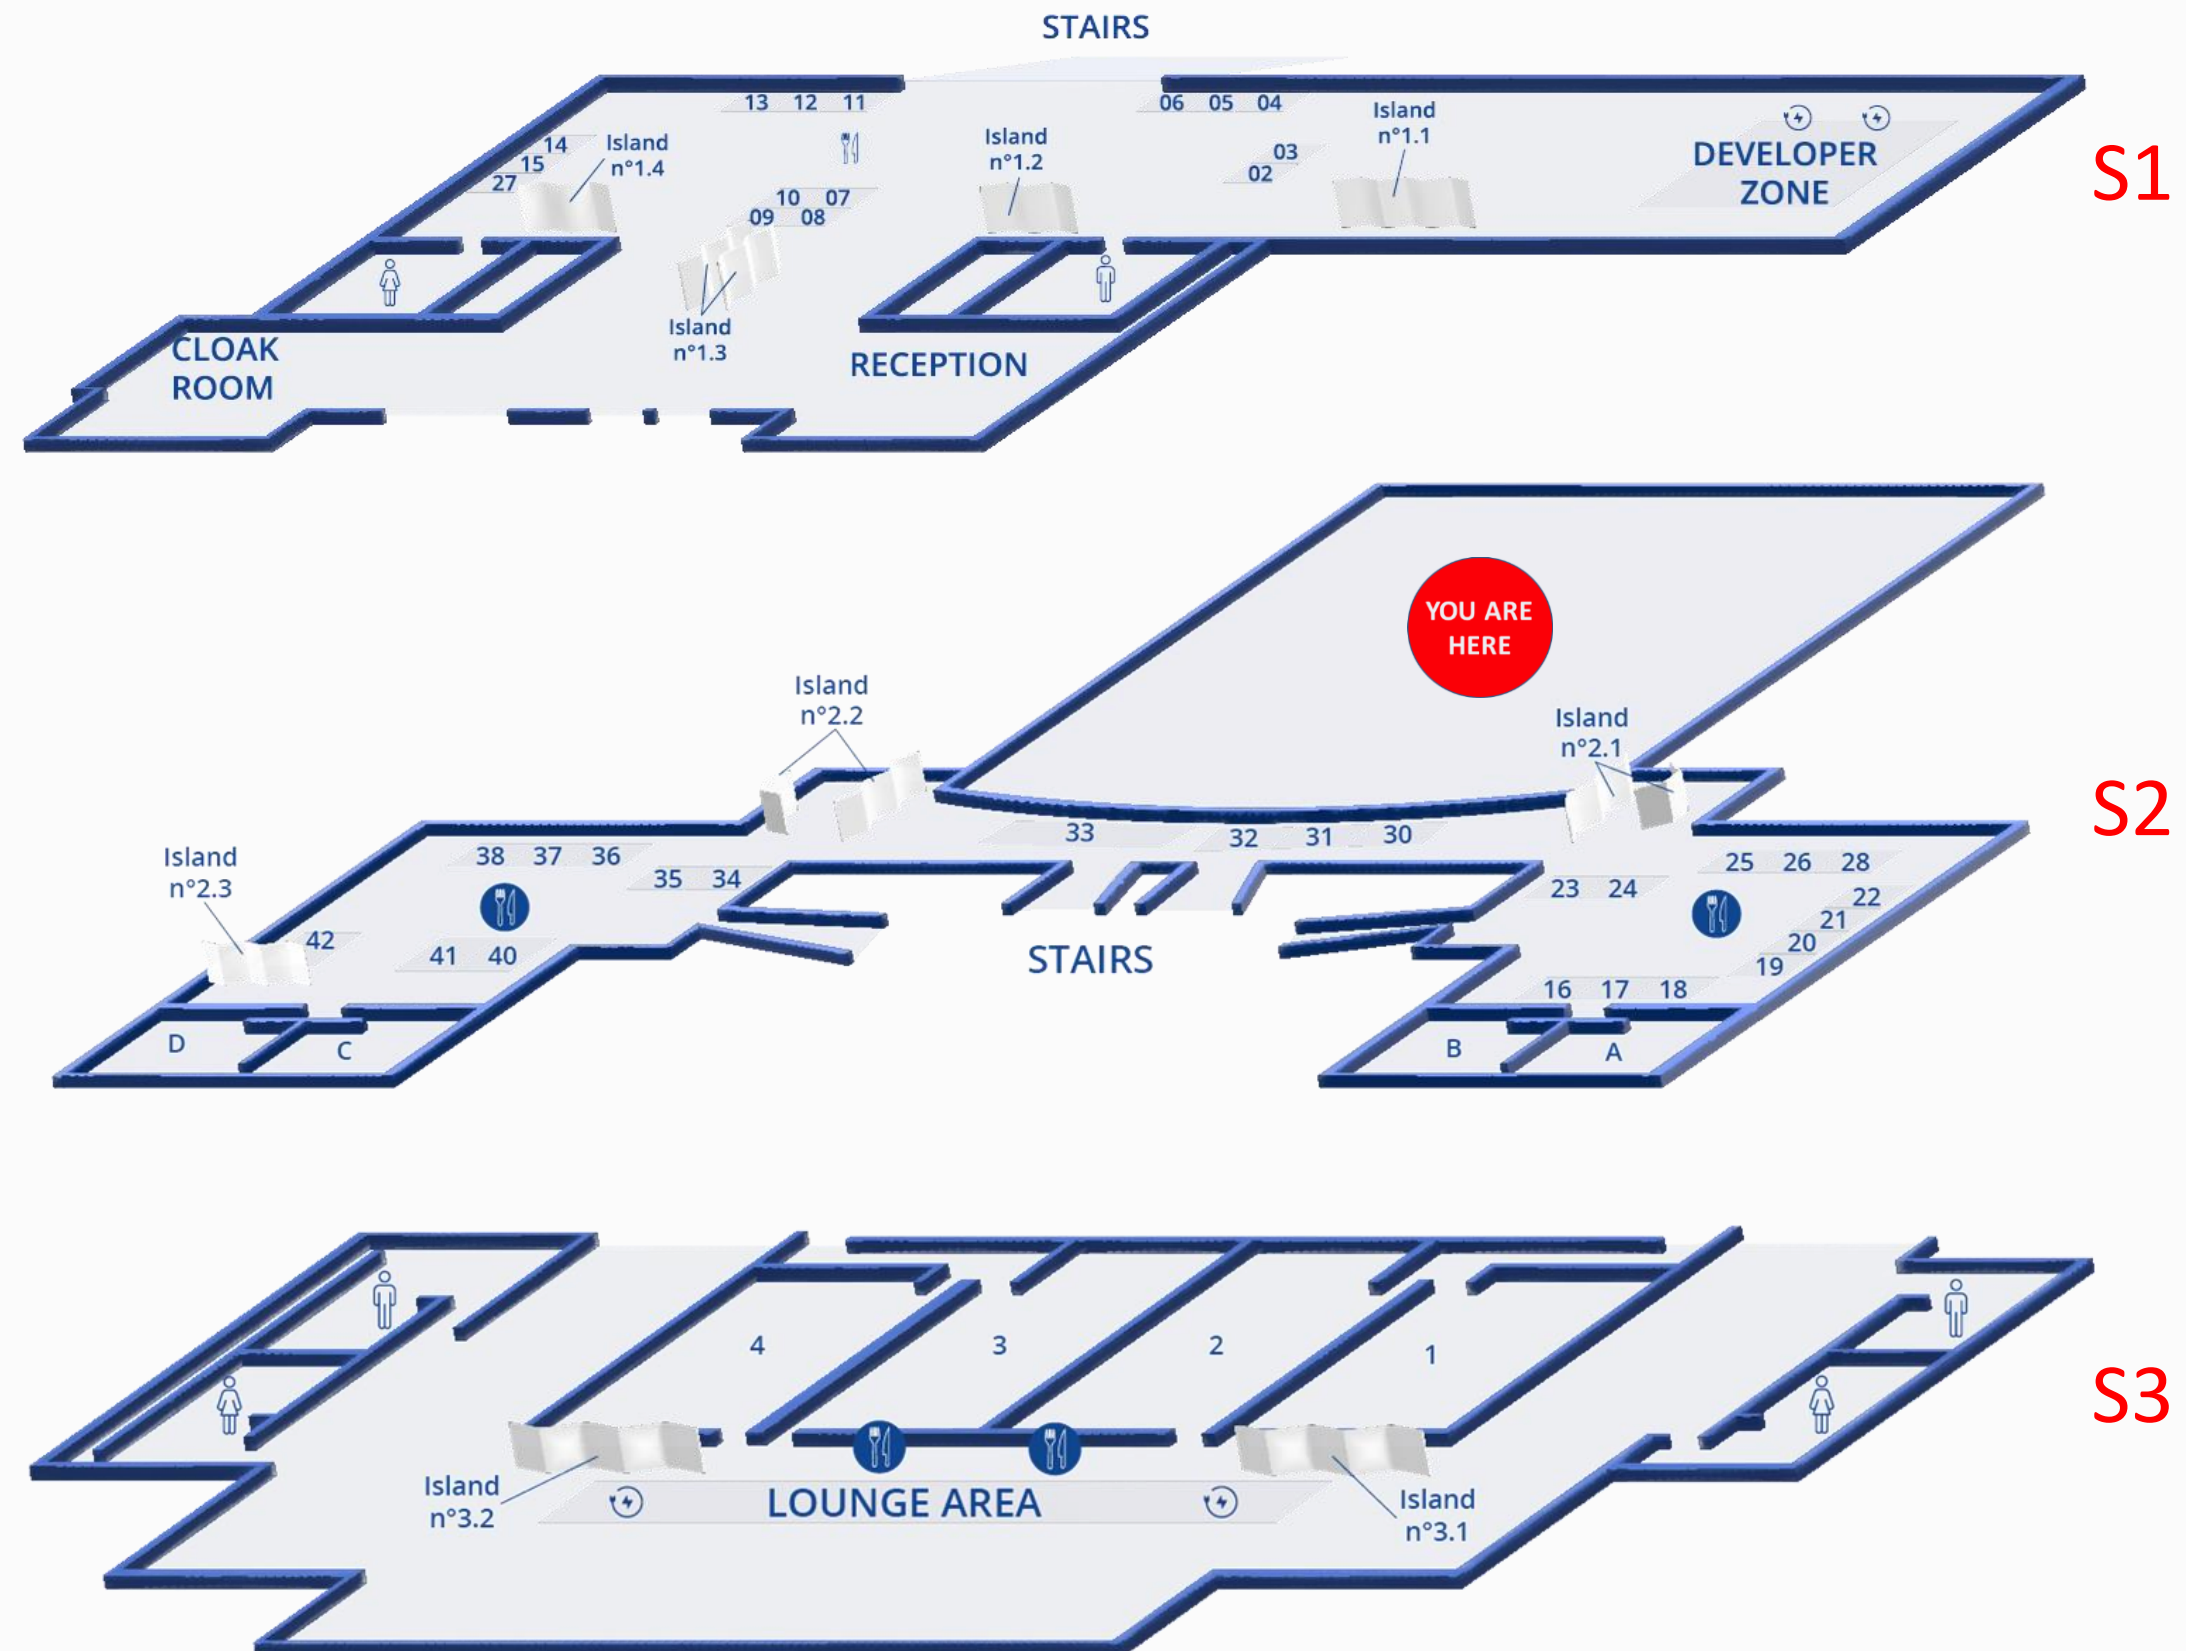 STAIRS
13 12 11
06 05 04
Island
n°1.1
Island
n°1.2
14
15
27
Island
n°1.4
03
02
DEVELOPER
ZONE
S1
10 07
09 08
Island
n°1.3
CLOAK
ROOM
RECEPTION
YOU ARE
HERE
Island
n°2.2
Island
n°2.1
S2
33
32 31 30
Island
n°2.3
38 37 36
35 34
25 26 28
23 24
22
21
20
19
42
41 40
STAIRS
16 17 18
D
C
B
A
4
3
2
1
S3
Island
n°3.2
LOUNGE AREA
Island
n°3.1